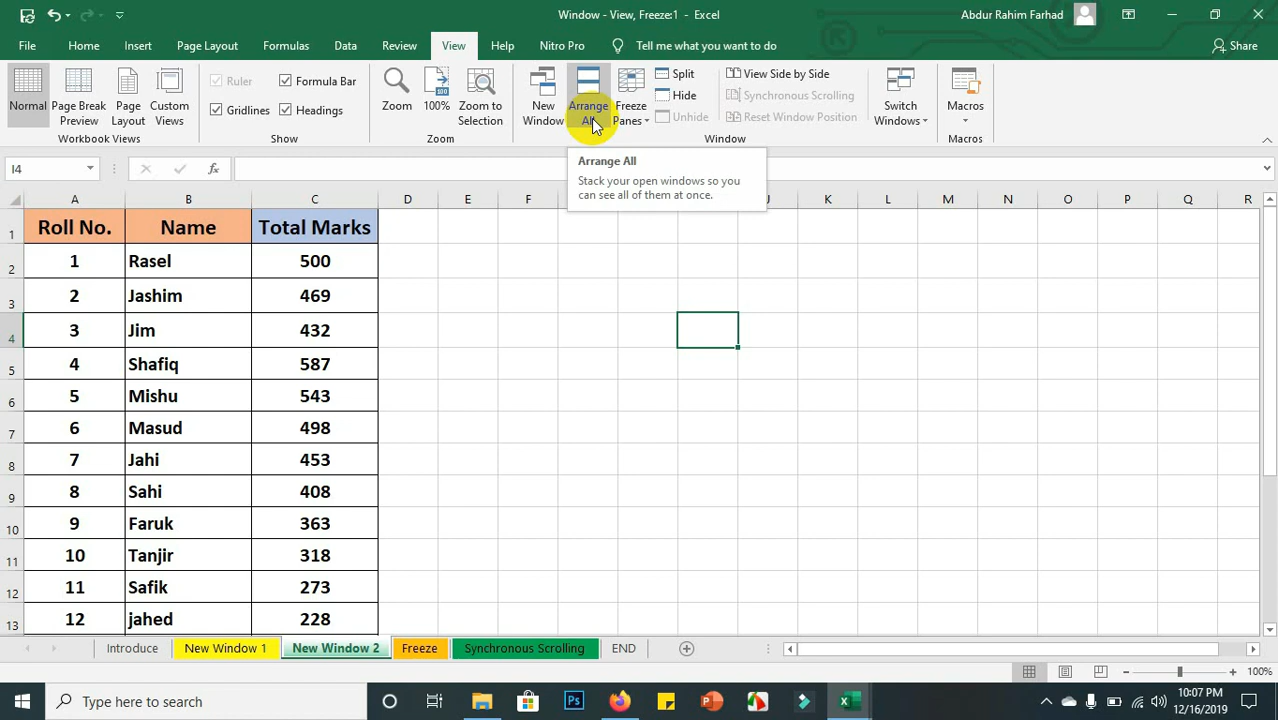 Window - View, Freeze:1 - Excel
Abdur Rahim Farhad
File Home Insert Page Layout Formulas Data Review View Help Nitro Pro Tell me what you want to do Share
Normal
Page Break Preview
Page Layout
Custom Views
Workbook Views
Ruler
Formula Bar
Gridlines
Headings
Show
Zoom
100%
Zoom to Selection
Zoom
New Window
Arrange All
Freeze Panes
Split
Hide
Unhide
View Side by Side
Synchronous Scrolling
Reset Window Position
Switch Windows
Window
Macros
Macros
I4
fx
Arrange All
Stack your open windows so you
can see all of them at once.
A B C D E F J K L M N O P Q R
1 Roll No. Name Total Marks
2 1 Rasel 500
3 2 Jashim 469
4 3 Jim 432
5 4 Shafiq 587
6 5 Mishu 543
7 6 Masud 498
8 7 Jahi 453
9 8 Sahi 408
10 9 Faruk 363
11 10 Tanjir 318
12 11 Safik 273
13 12 jahed 228
Introduce New Window 1 New Window 2 Freeze Synchronous Scrolling END
100%
Type here to search
Ps
10:07 PM
12/16/2019